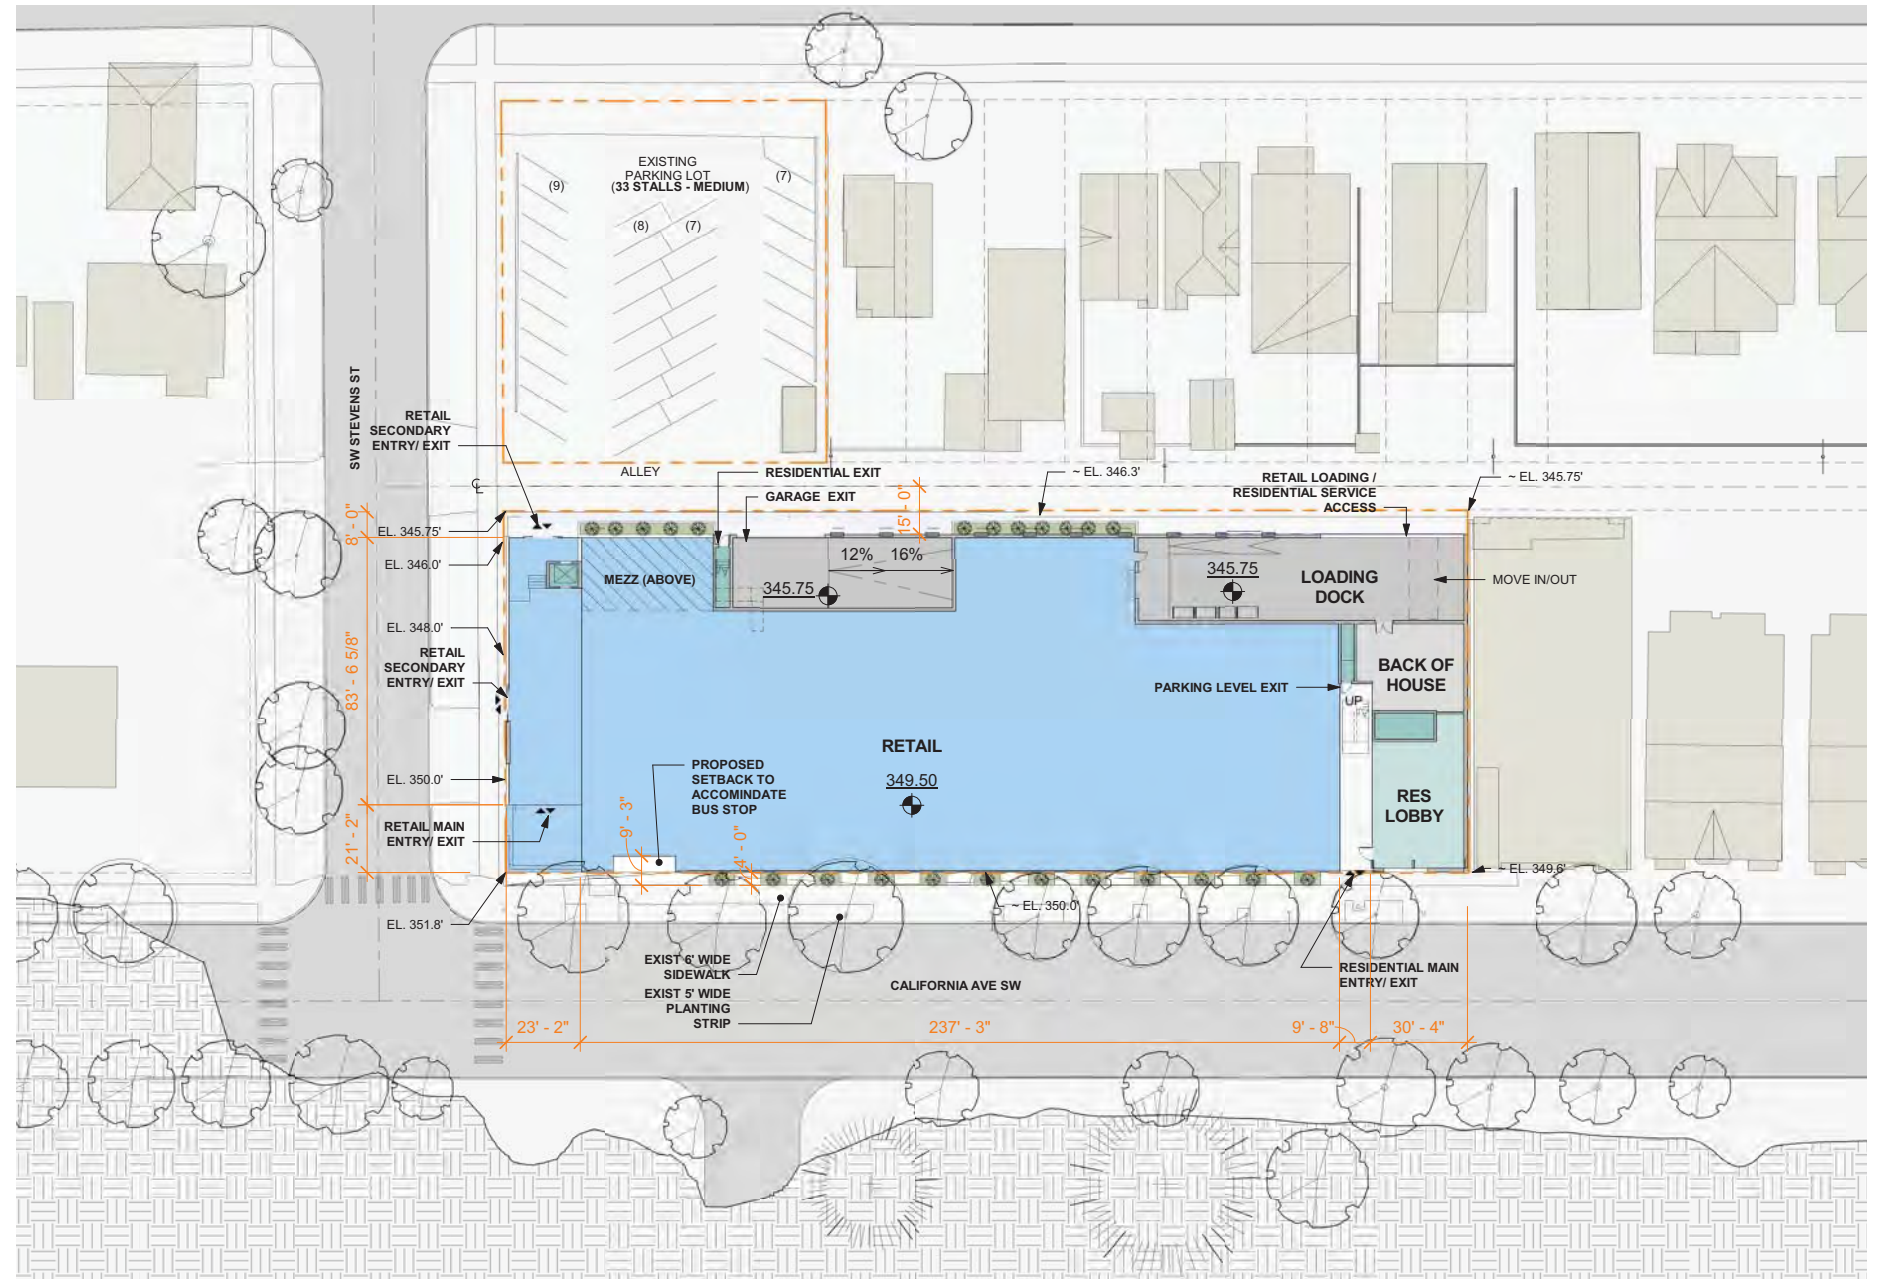 EXISTING
PARKING LOT
(33 STALLS - MEDIUM)
(9)
(7)
(8)
(7)
SW STEVENS ST
RETAIL
SECONDARY
ENTRY/ EXIT
ALLEY
RESIDENTIAL EXIT
GARAGE EXIT
~ EL. 346.3'
RETAIL LOADING /
RESIDENTIAL SERVICE
ACCESS
~ EL. 345.75'
CL
8' - 0"
EL. 345.75'
15' - 0"
EL. 346.0'
MEZZ (ABOVE)
12%
16%
345.75
345.75
LOADING
DOCK
MOVE IN/OUT
EL. 348.0'
RETAIL
SECONDARY
ENTRY/ EXIT
83' - 6 5/8"
BACK OF
HOUSE
PARKING LEVEL EXIT
UP
RETAIL
349.50
PROPOSED
SETBACK TO
ACCOMINDATE
BUS STOP
EL. 350.0'
RES
LOBBY
RETAIL MAIN
ENTRY/ EXIT
21' - 2"
9' - 3"
4' - 0"
~ EL. 349.6'
~ EL. 350.0'
EL. 351.8'
EXIST 6' WIDE
SIDEWALK
EXIST 5' WIDE
PLANTING
STRIP
CALIFORNIA AVE SW
RESIDENTIAL MAIN
ENTRY/ EXIT
23' - 2"
237' - 3"
9' - 8"
30' - 4"